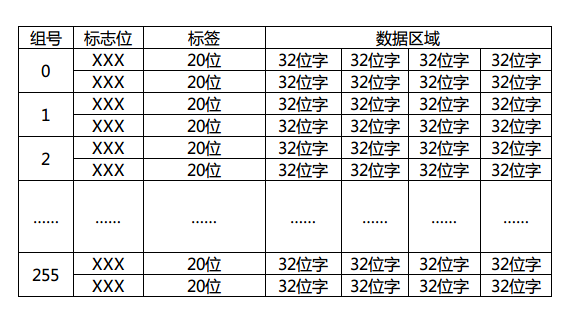 组号 标志位 标签 数据区域
0 XXX 20位 32位字 32位字 32位字 32位字
XXX 20位 32位字 32位字 32位字 32位字
1 XXX 20位 32位字 32位字 32位字 32位字
XXX 20位 32位字 32位字 32位字 32位字
2 XXX 20位 32位字 32位字 32位字 32位字
XXX 20位 32位字 32位字 32位字 32位字
…… …… …… …… …… …… ……
255 XXX 20位 32位字 32位字 32位字 32位字
XXX 20位 32位字 32位字 32位字 32位字